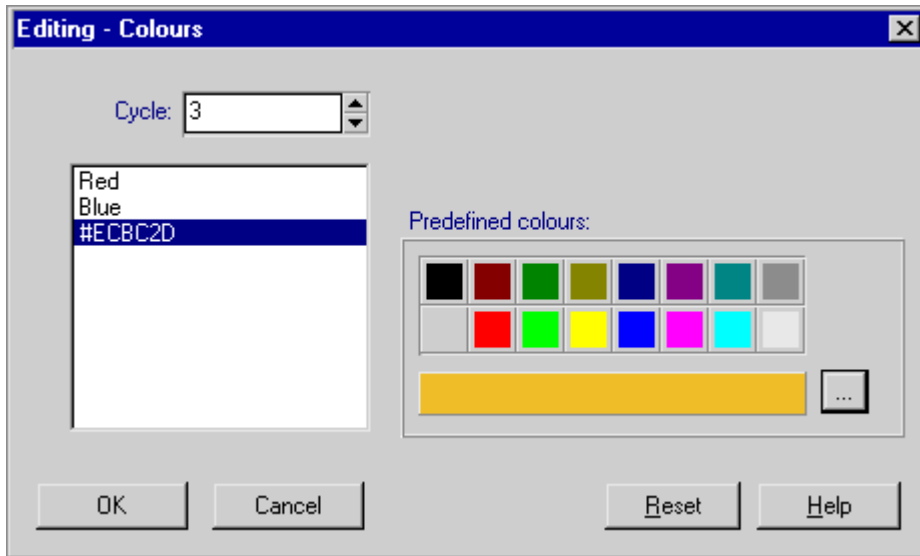 Editing - Colours
Cycle: 3
Red
Blue
#ECBC2D
Predefined colours:
...
OK Cancel Reset Help